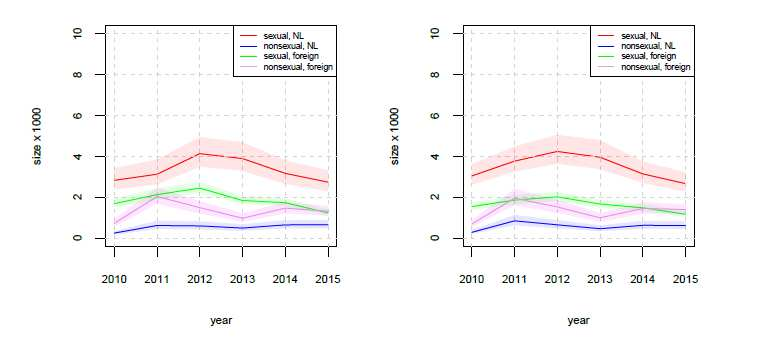 10
8
6
4
2
0
size x 1000
sexual, NL
nonsexual, NL
sexual, foreign
nonsexual, foreign
2010 2011 2012 2013 2014 2015
year
10
8
6
4
2
0
size x 1000
sexual, NL
nonsexual, NL
sexual, foreign
nonsexual, foreign
2010 2011 2012 2013 2014 2015
year